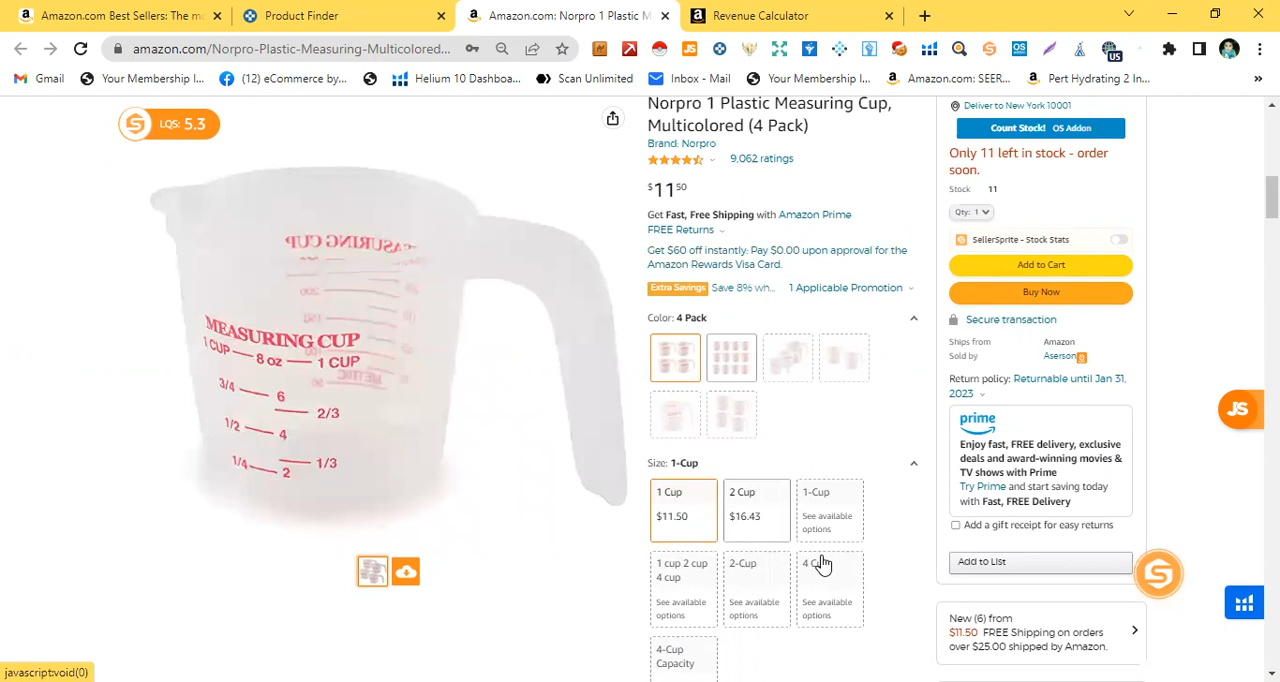 Amazon.com Best Sellers: The mo
Product Finder
Amazon.com: Norpro 1 Plastic M
Revenue Calculator
amazon.com/Norpro-Plastic-Measuring-Multicolored...
Gmail
Your Membership I...
(12) eCommerce by...
Helium 10 Dashboa...
Scan Unlimited
Inbox - Mail
Your Membership I...
Amazon.com: SEER...
Pert Hydrating 2 In...
LQS: 5.3
MEASURING CUP
1 CUP 8 oz 1 CUP
3/4 6
2/3
1/2 4
1/3
1/4 2
Norpro 1 Plastic Measuring Cup,
Multicolored (4 Pack)
Brand: Norpro
9,062 ratings
$11 50
Get Fast, Free Shipping with Amazon Prime
FREE Returns
Get $60 off instantly: Pay $0.00 upon approval for the
Amazon Rewards Visa Card.
Extra Savings Save 8% wh... 1 Applicable Promotion
Color: 4 Pack
Size: 1-Cup
1 Cup
$11.50
2 Cup
$16.43
1-Cup
See available
options
1 cup 2 cup
4 cup
See available
options
2-Cup
See available
options
See available
options
4-Cup
Capacity
Deliver to New York 10001
Count Stock! OS Addon
Only 11 left in stock - order
soon.
Stock 11
Qty: 1
SellerSprite - Stock Stats
Add to Cart
Buy Now
Secure transaction
Ships from Amazon
Sold by Aserson
Return policy: Returnable until Jan 31,
2023
prime
Enjoy fast, FREE delivery, exclusive
deals and award-winning movies &
TV shows with Prime
Try Prime and start saving today
with Fast, FREE Delivery
Add a gift receipt for easy returns
Add to List
New (6) from
$11.50 FREE Shipping on orders
over $25.00 shipped by Amazon.
JS
javascript:void(0)